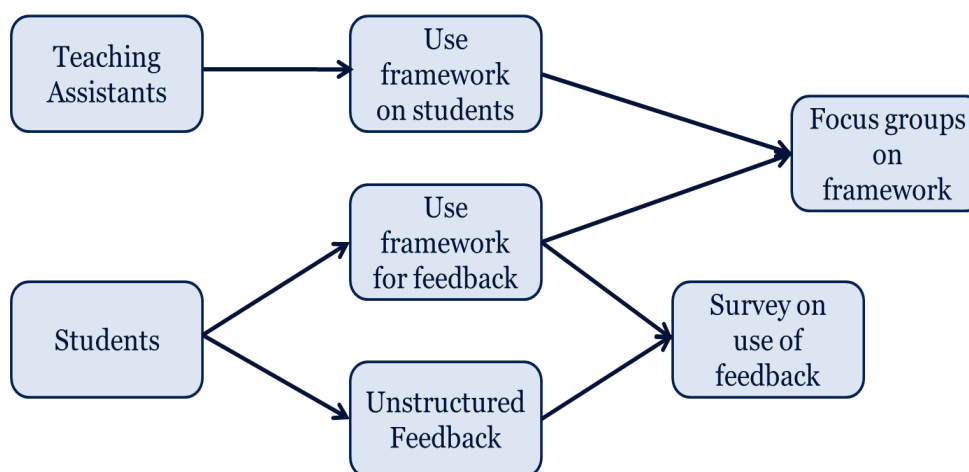 Teaching
Assistants
Use
framework
on students
Focus groups
on
framework
Use
framework
for feedback
Students
Survey on
use of
feedback
Unstructured
Feedback